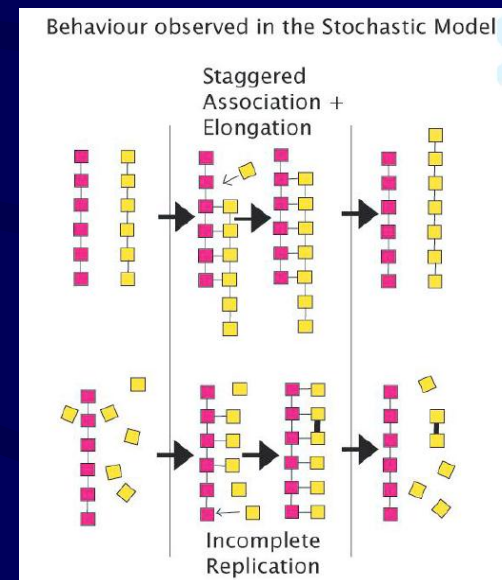 Behaviour observed in the Stochastic Model
Staggered
Association +
Elongation
Incomplete
Replication